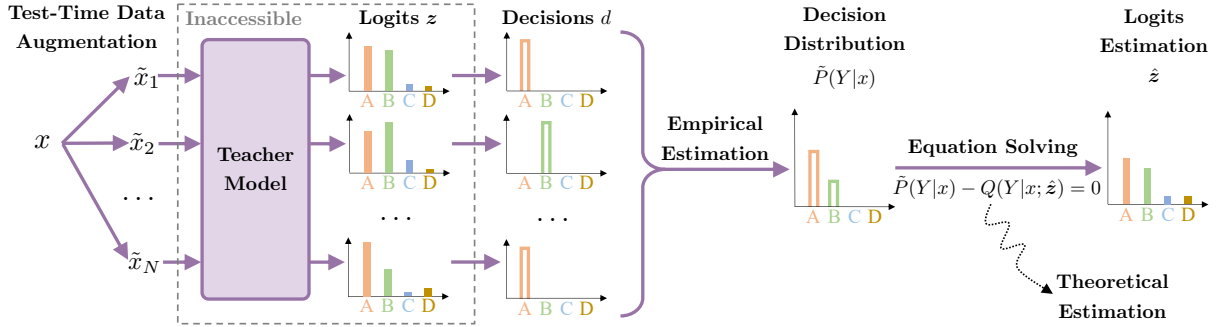 Test-Time Data
Augmentation
Inaccessible
Logits z
Decisions d
Decision
Distribution
P̃(Y|x)
Logits
Estimation
ẑ
x
x̃₁
x̃₂
. . .
x̃_N
Teacher
Model
A B C D
A B C D
. . .
A B C D
A B C D
A B C D
. . .
A B C D
Empirical
Estimation
A B C D
Equation Solving
P̃(Y|x) − Q(Y|x; ẑ) = 0
A B C D
Theoretical
Estimation